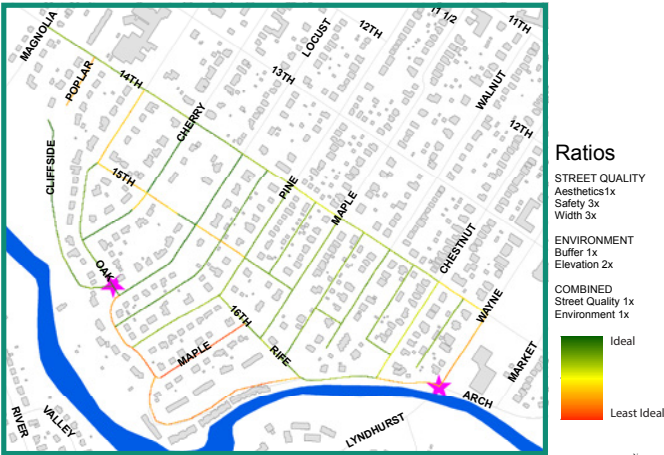 MAGNOLIA
POPLAR
14TH
LOCUST
12TH
11 1/2
11TH
13TH
WALNUT
12TH
CHERRY
CLIFFSIDE
15TH
PINE
MAPLE
CHESTNUT
OAK
WAYNE
16TH
MAPLE
RIFE
MARKET
ARCH
RIVER
VALLEY
LYNDHURST
Ratios
STREET QUALITY
Aesthetics1x
Safety 3x
Width 3x
ENVIRONMENT
Buffer 1x
Elevation 2x
COMBINED
Street Quality 1x
Environment 1x
Ideal
Least Ideal